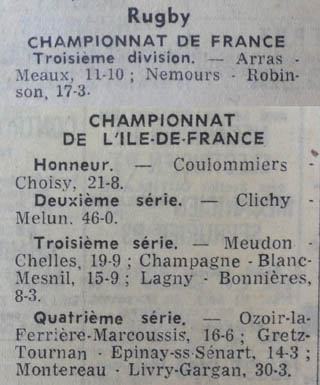 Rugby
CHAMPIONNAT DE FRANCE
Troisième division. — Arras -
Meaux, 11-10 ; Nemours - Robin-
son, 17-3.
CHAMPIONNAT
DE L'ILE-DE-FRANCE
Honneur. — Coulommiers -
Choisy, 21-8.
Deuxième série. — Clichy -
Melun. 46-0.
Troisième série. — Meudon -
Chelles, 19-9 ; Champagne - Blanc-
Mesnil, 15-9 ; Lagny - Bonnières,
8-3.
Quatrième série. — Ozoir-la-
Ferrière-Marcoussis, 16-6 ; Gretz-
Tournan - Epinay-ss-Sénart, 14-3 ;
Montereau - Livry-Gargan, 30-3.